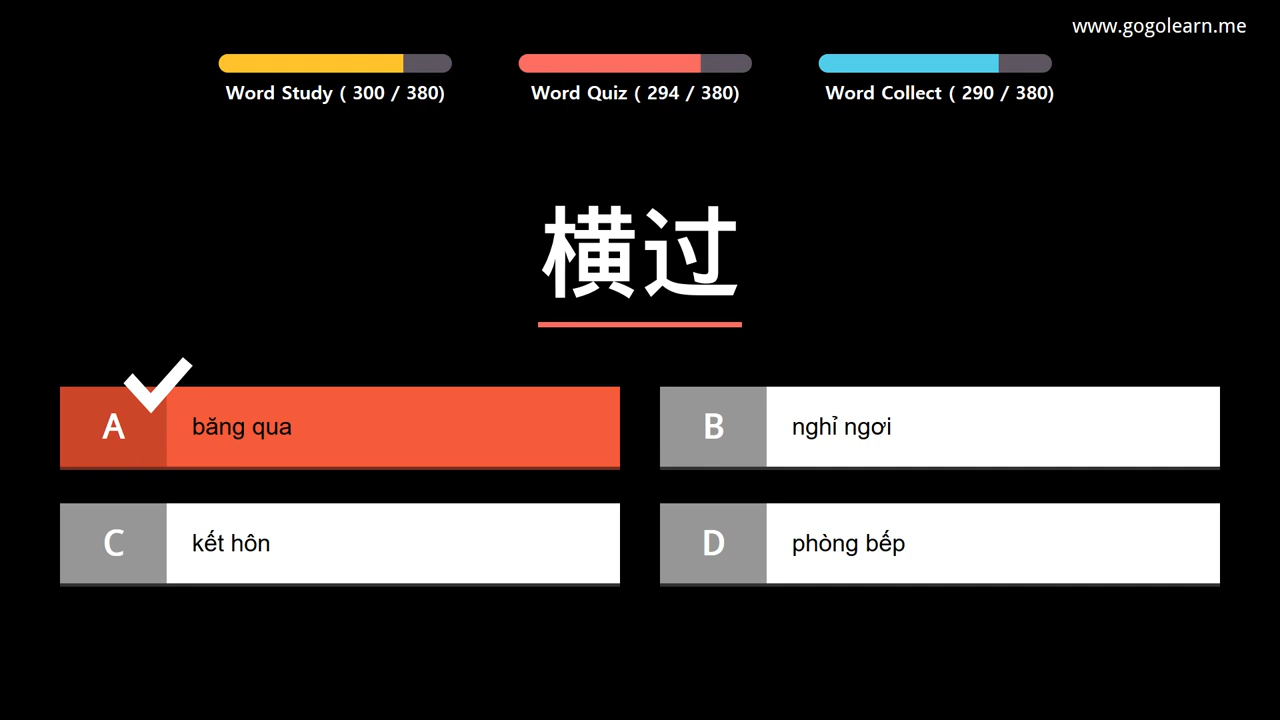 www.gogolearn.me
Word Study ( 300 / 380)
Word Quiz ( 294 / 380)
Word Collect ( 290 / 380)
横过
A băng qua
B nghỉ ngơi
C kết hôn
D phòng bếp